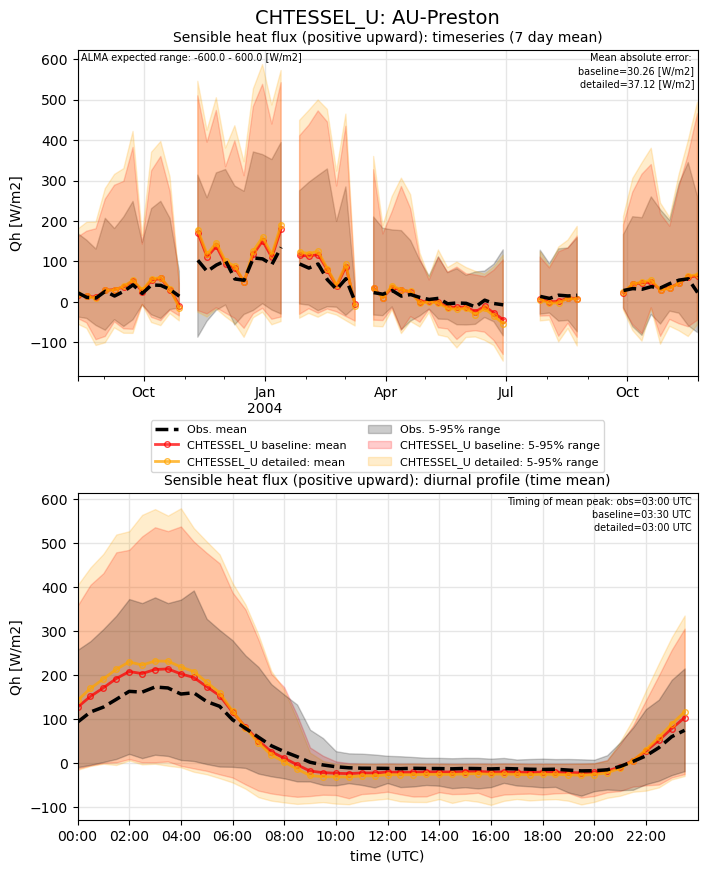 CHTESSEL_U: AU-Preston
Sensible heat flux (positive upward): timeseries (7 day mean)
ALMA expected range: -600.0 - 600.0 [W/m2]
Mean absolute error:
baseline=30.26 [W/m2]
detailed=37.12 [W/m2]
Qh [W/m2]
600
500
400
300
200
100
0
−100
Oct
Jan
2004
Apr
Jul
Oct
Obs. mean
CHTESSEL_U baseline: mean
CHTESSEL_U detailed: mean
Obs. 5-95% range
CHTESSEL_U baseline: 5-95% range
CHTESSEL_U detailed: 5-95% range
Sensible heat flux (positive upward): diurnal profile (time mean)
Timing of mean peak: obs=03:00 UTC
baseline=03:30 UTC
detailed=03:00 UTC
Qh [W/m2]
600
500
400
300
200
100
0
−100
00:00 02:00 04:00 06:00 08:00 10:00 12:00 14:00 16:00 18:00 20:00 22:00
time (UTC)